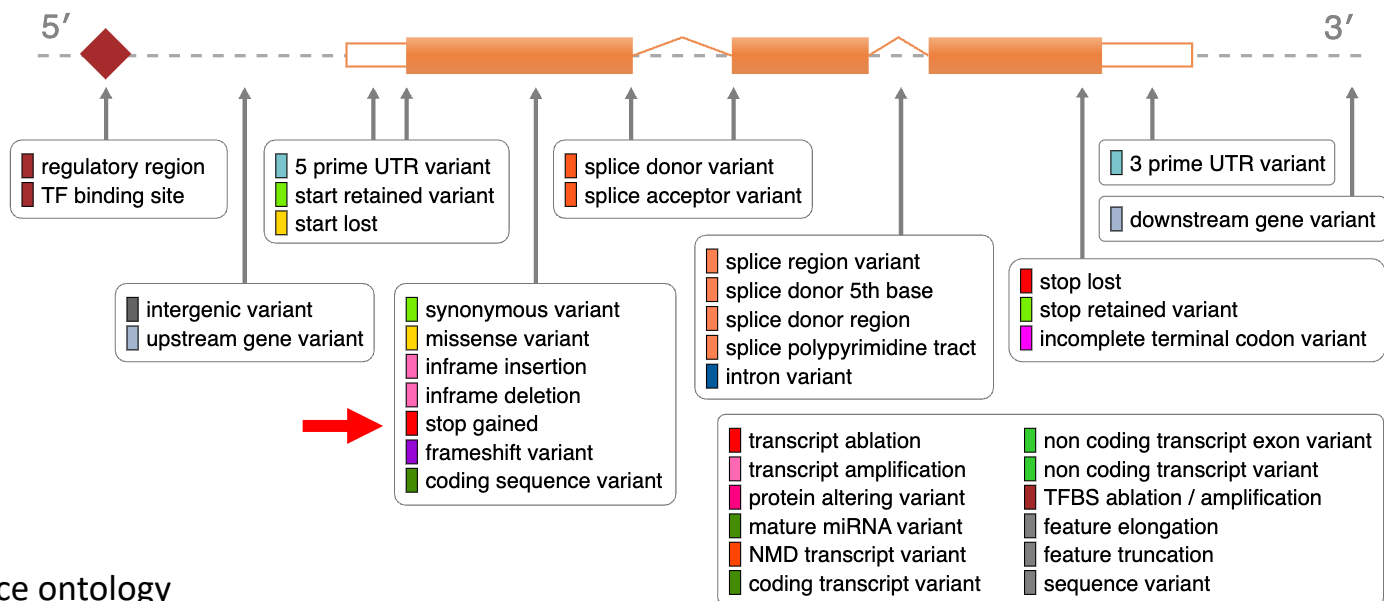 5′
3′
regulatory region
TF binding site
5 prime UTR variant
start retained variant
start lost
splice donor variant
splice acceptor variant
3 prime UTR variant
downstream gene variant
intergenic variant
upstream gene variant
synonymous variant
missense variant
inframe insertion
inframe deletion
stop gained
frameshift variant
coding sequence variant
splice region variant
splice donor 5th base
splice donor region
splice polypyrimidine tract
intron variant
stop lost
stop retained variant
incomplete terminal codon variant
transcript ablation
transcript amplification
protein altering variant
mature miRNA variant
NMD transcript variant
coding transcript variant
non coding transcript exon variant
non coding transcript variant
TFBS ablation / amplification
feature elongation
feature truncation
sequence variant
ce ontology